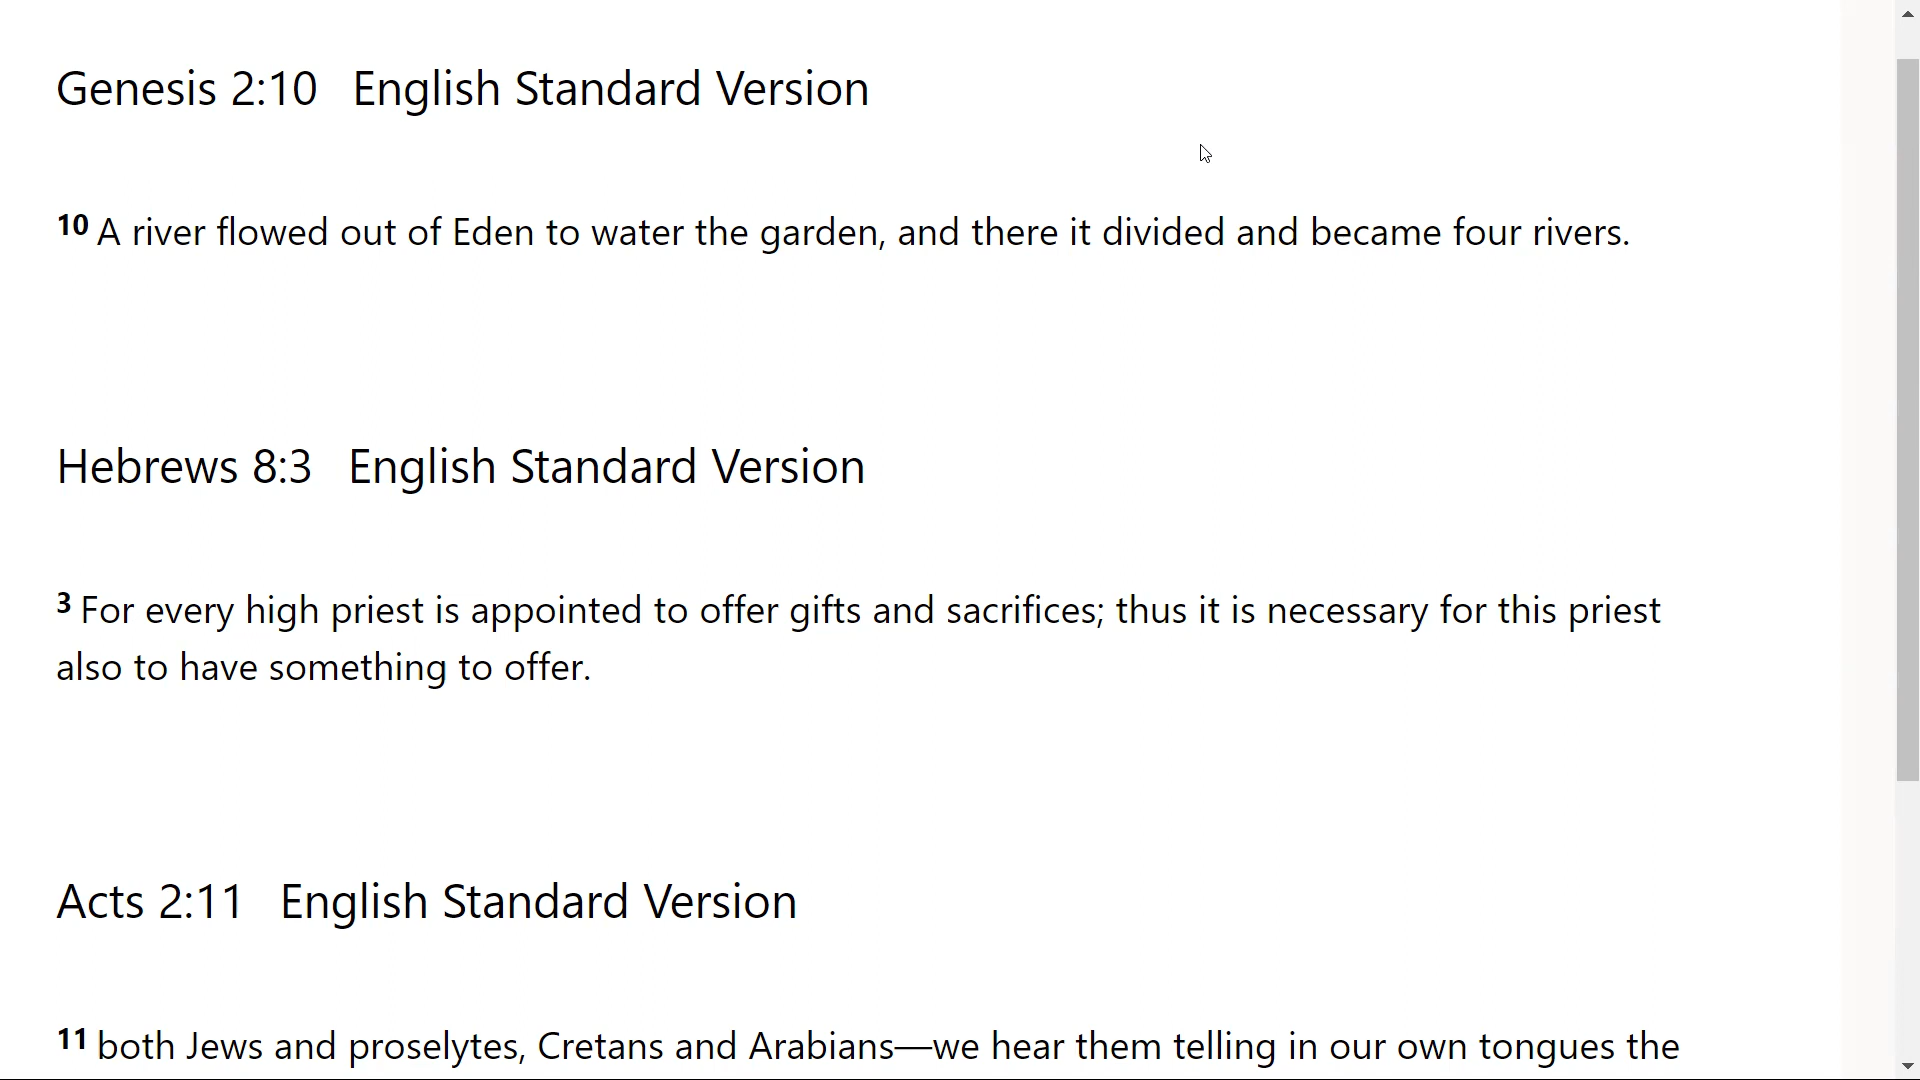 Genesis 2:10 English Standard Version
10 A river flowed out of Eden to water the garden, and there it divided and became four rivers.
Hebrews 8:3 English Standard Version
3 For every high priest is appointed to offer gifts and sacrifices; thus it is necessary for this priest
also to have something to offer.
Acts 2:11 English Standard Version
11 both Jews and proselytes, Cretans and Arabians—we hear them telling in our own tongues the